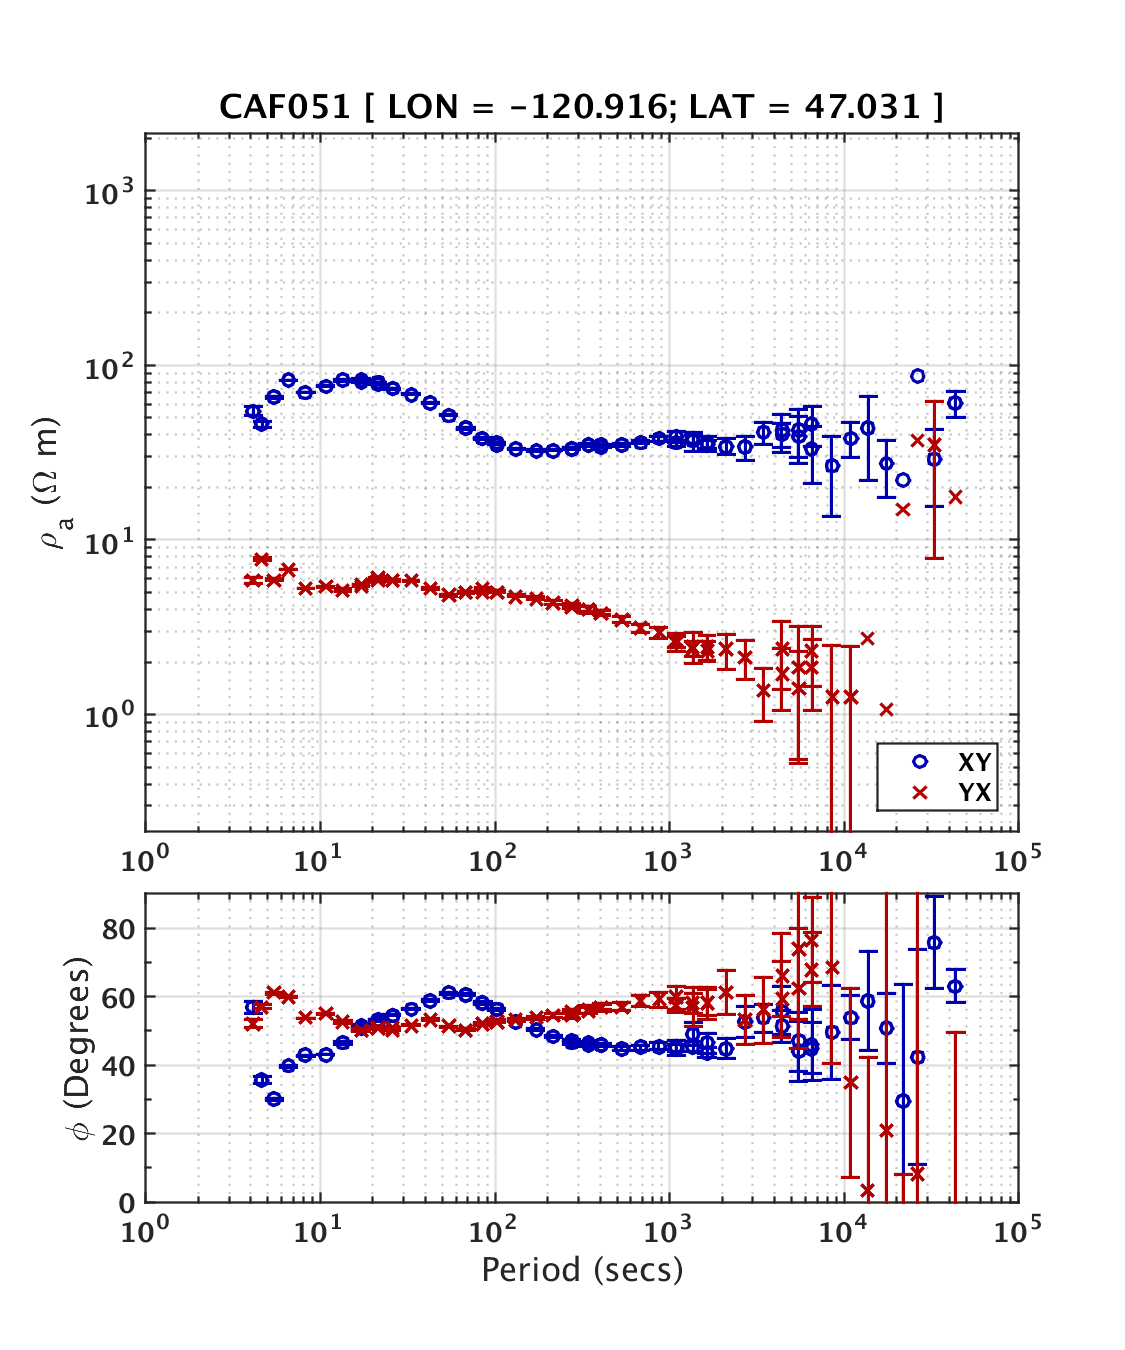 CAF051 [ LON = -120.916; LAT = 47.031 ]
10³
10²
10¹
10⁰
ρₐ (Ω m)
XY
YX
10⁰ 10¹ 10² 10³ 10⁴ 10⁵
80
60
40
20
0
ϕ (Degrees)
10⁰ 10¹ 10² 10³ 10⁴ 10⁵
Period (secs)